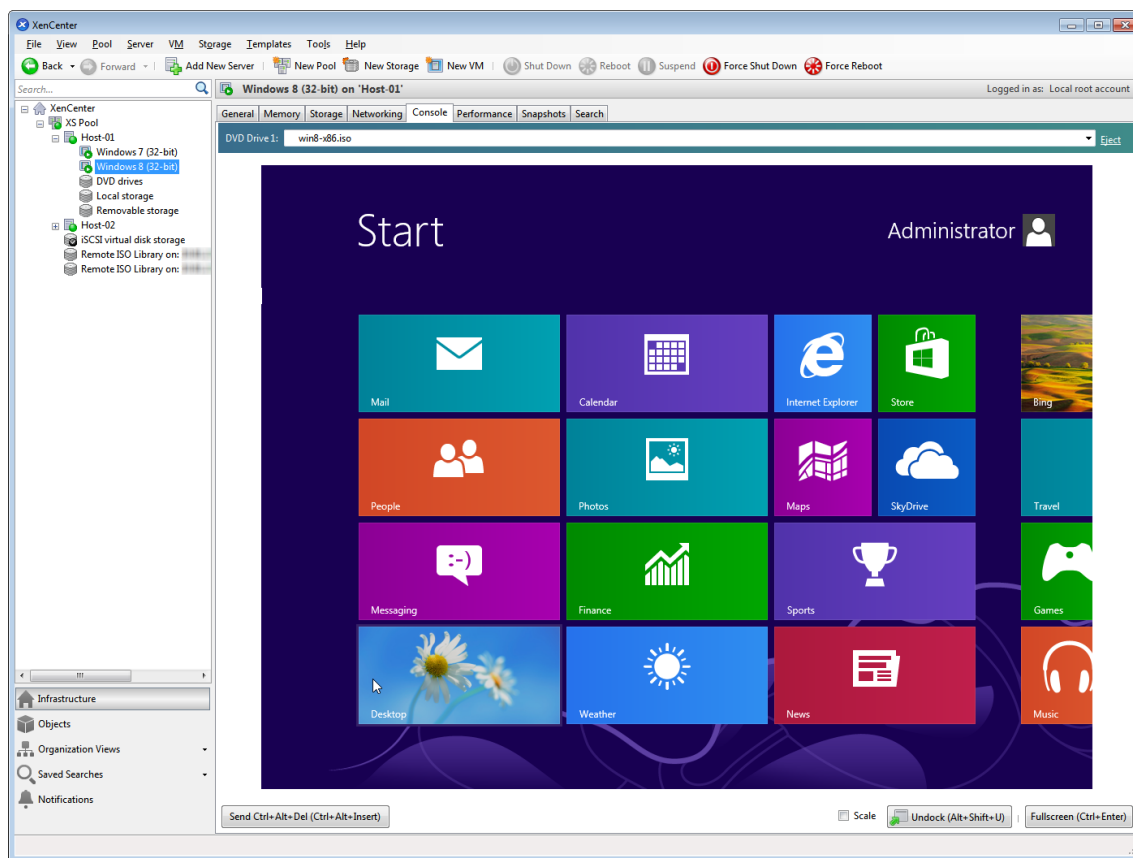 XenCenter
File View Pool Server VM Storage Templates Tools Help
Back Forward Add New Server New Pool New Storage New VM Shut Down Reboot Suspend Force Shut Down Force Reboot
Search...
Windows 8 (32-bit) on 'Host-01'
Logged in as: Local root account
XenCenter
XS Pool
Host-01
Windows 7 (32-bit)
Windows 8 (32-bit)
DVD drives
Local storage
Removable storage
Host-02
iSCSI virtual disk storage
Remote ISO Library on:
Remote ISO Library on:
Infrastructure
Objects
Organization Views
Saved Searches
Notifications
General Memory Storage Networking Console Performance Snapshots Search
DVD Drive 1: win8-x86.iso Eject
Start
Administrator
Mail Calendar Internet Explorer Store Bing
People Photos Maps SkyDrive Travel
Messaging Finance Sports Games
Desktop Weather News Music
Send Ctrl+Alt+Del (Ctrl+Alt+Insert) Scale Undock (Alt+Shift+U) Fullscreen (Ctrl+Enter)